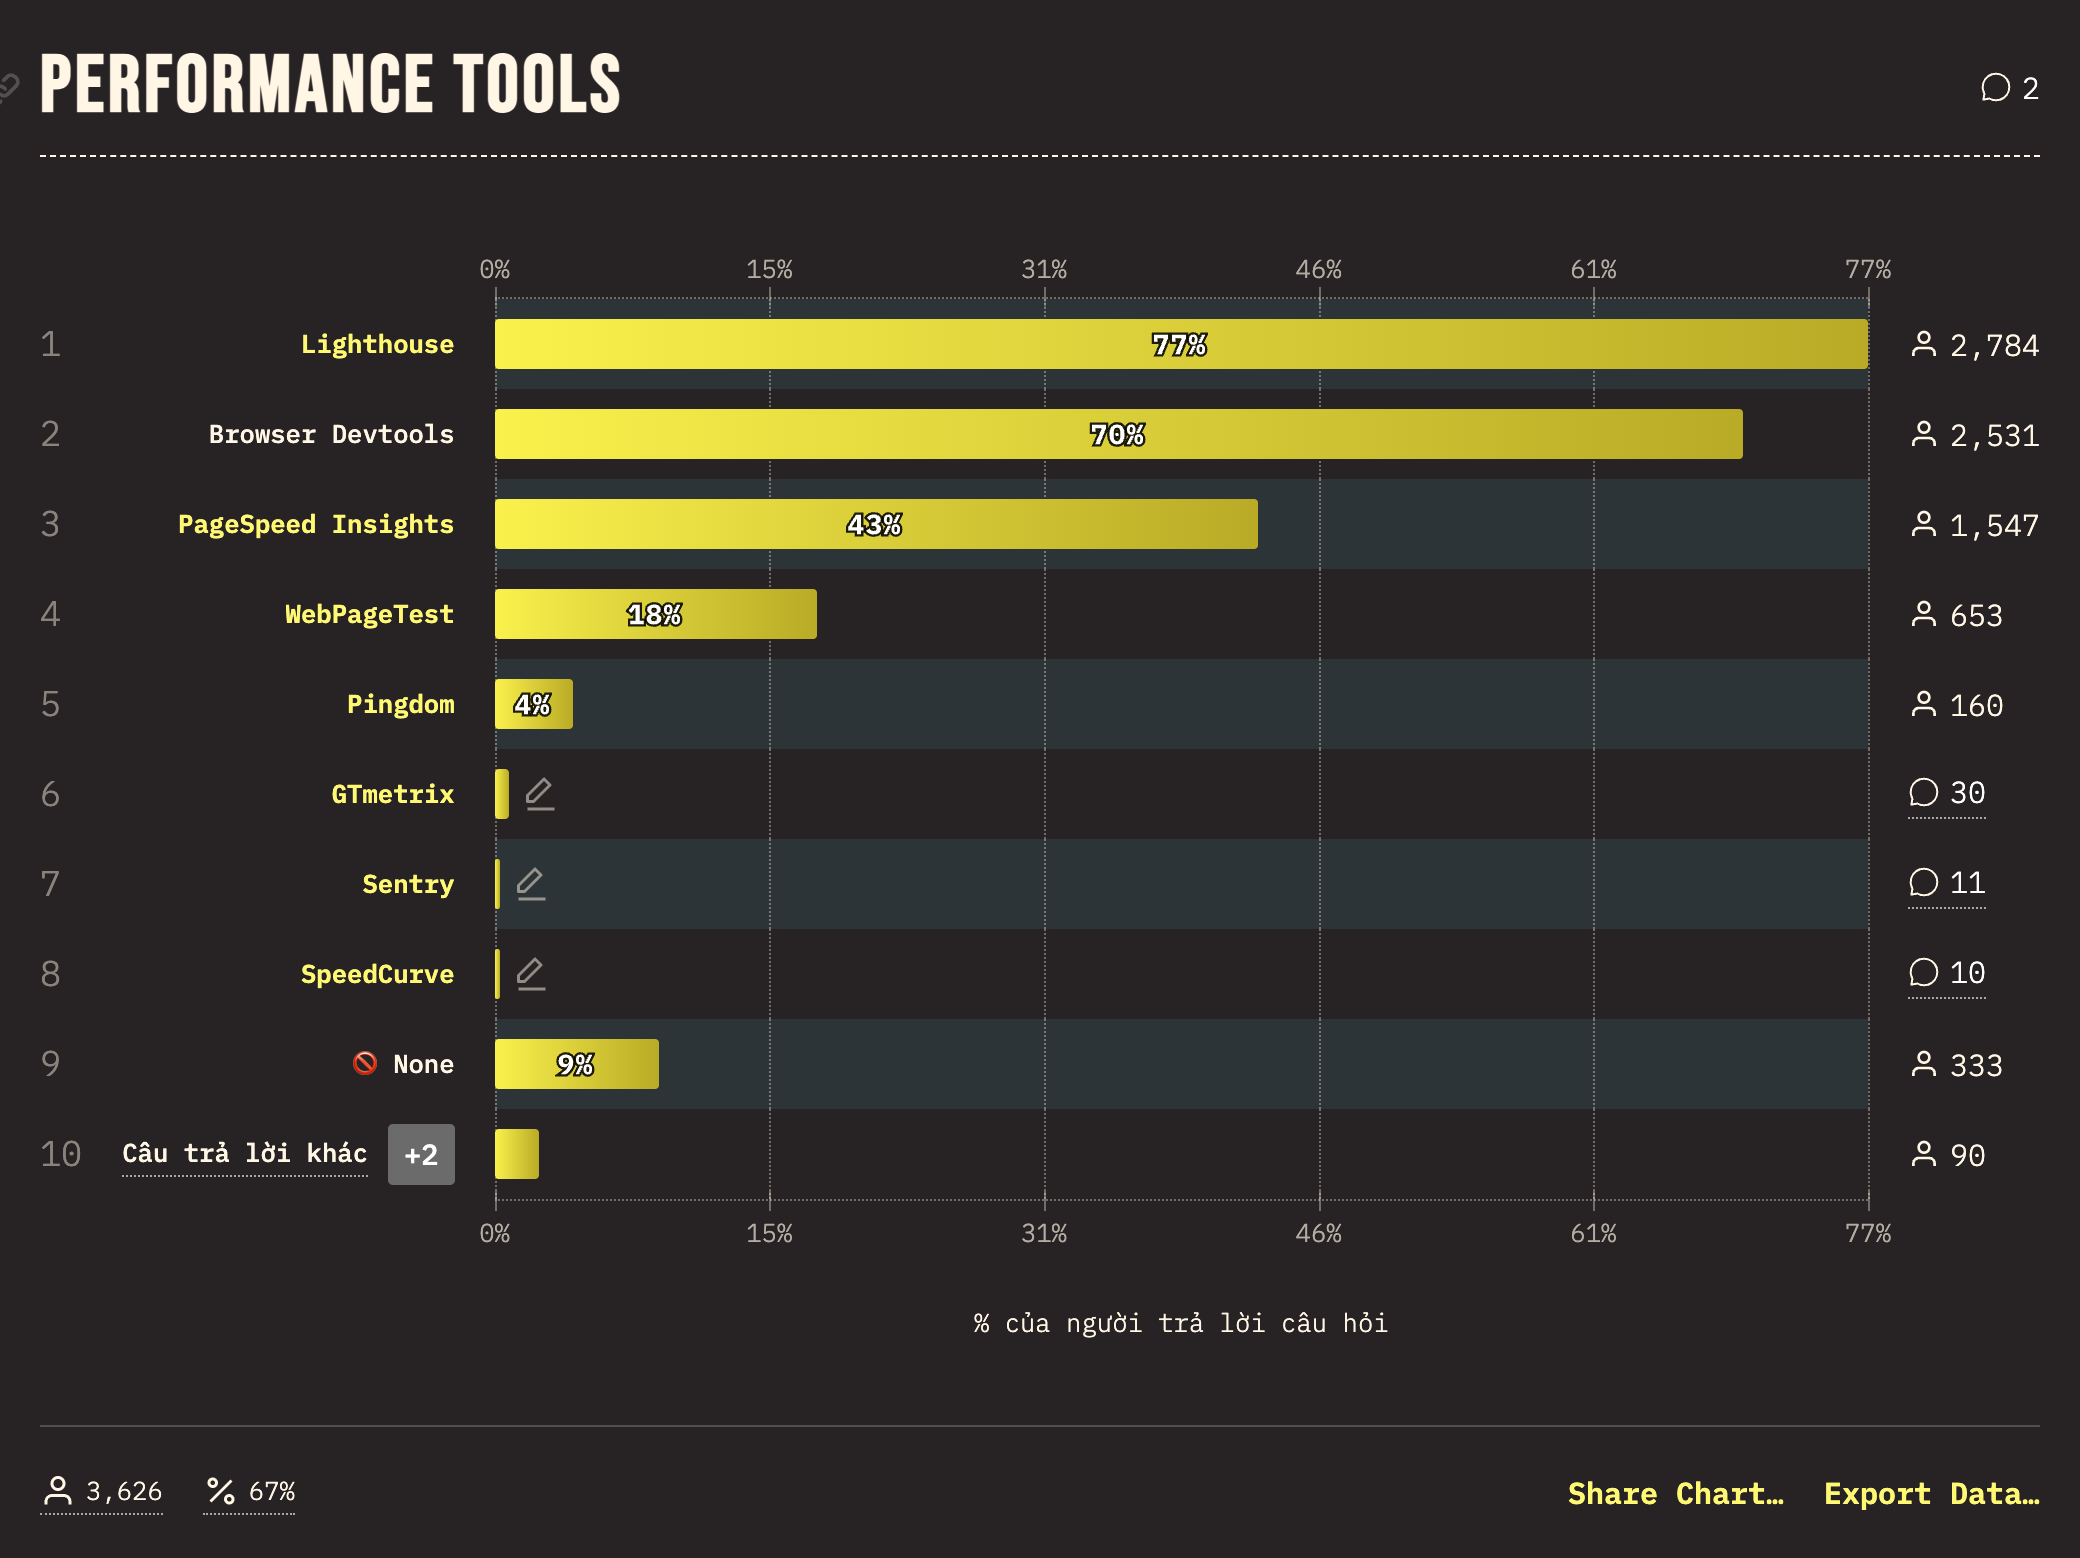 PERFORMANCE TOOLS
2
0% 15% 31% 46% 61% 77%
1 Lighthouse 77% 2,784
2 Browser Devtools 70% 2,531
3 PageSpeed Insights 43% 1,547
4 WebPageTest 18% 653
5 Pingdom 4% 160
6 GTmetrix 30
7 Sentry 11
8 SpeedCurve 10
9 None 9% 333
10 Câu trả lời khác +2 90
0% 15% 31% 46% 61% 77%
% của người trả lời câu hỏi
3,626 67% Share Chart… Export Data…